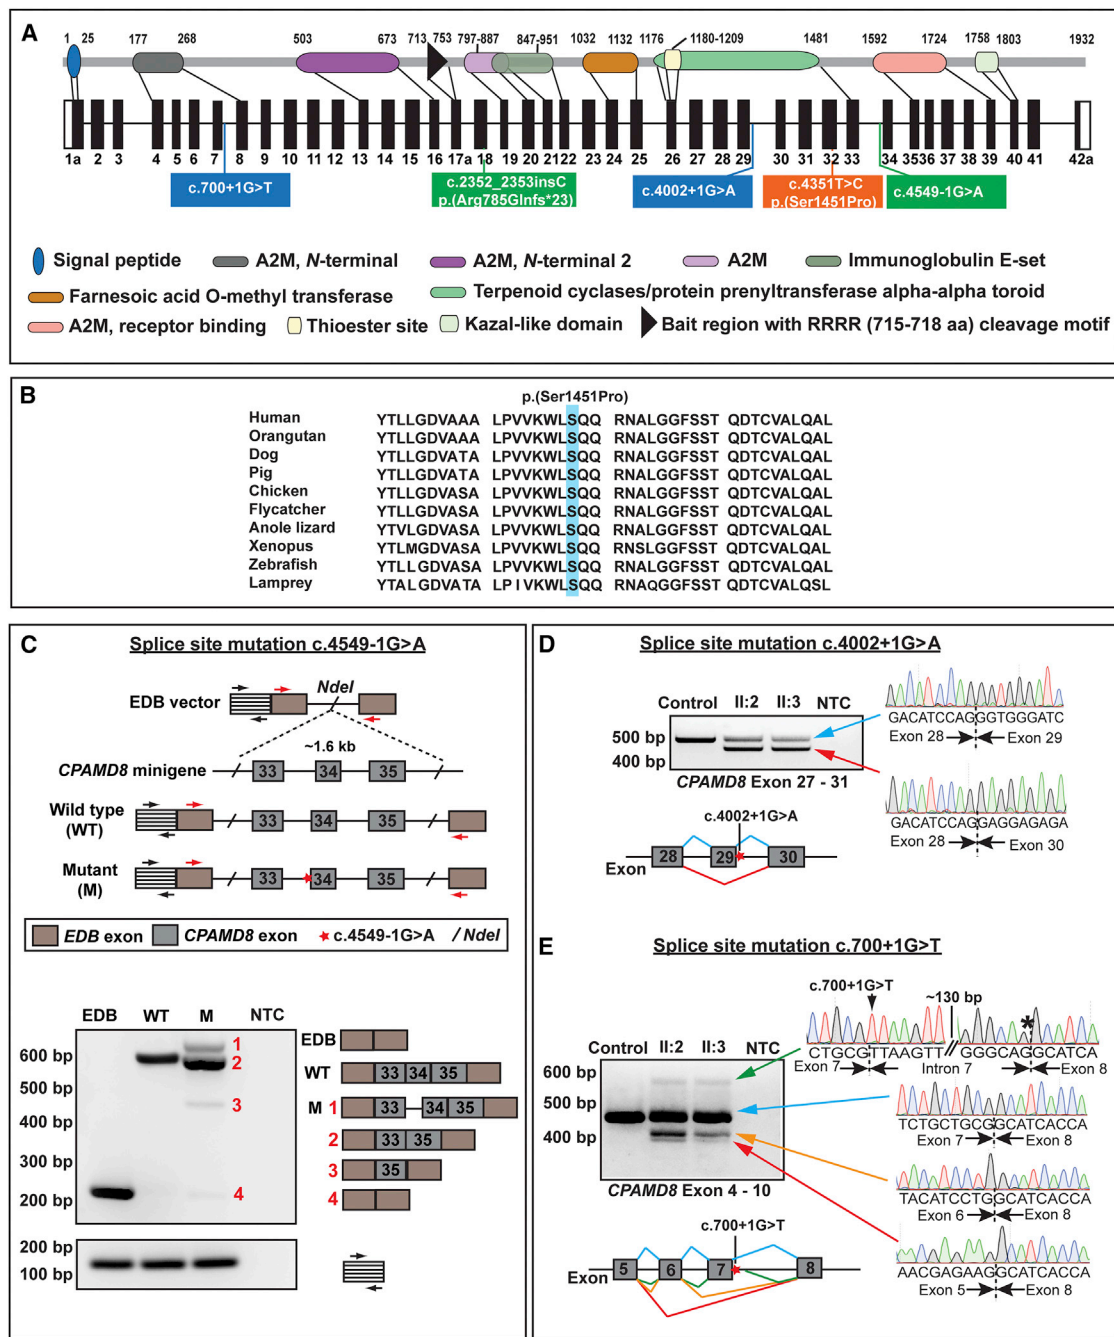 A
1 25 177 268 503 673 713 753 797-887 847-951 1032 1132 1176 1180-1209 1481 1592 1724 1758 1803 1932
1a 2 3 4 5 6 7 8 9 10 11 12 13 14 15 16 17a 18 19 20 21 22 23 24 25 26 27 28 29 30 31 32 33 34 35 36 37 38 39 40 41 42a
c.700+1G>T
c.2352_2353insC
p.(Arg785Glnfs*23)
c.4002+1G>A
c.4351T>C
p.(Ser1451Pro)
c.4549-1G>A
Signal peptide
A2M, N-terminal
A2M, N-terminal 2
A2M
Immunoglobulin E-set
Farnesoic acid O-methyl transferase
Terpenoid cyclases/protein prenyltransferase alpha-alpha toroid
A2M, receptor binding
Thioester site
Kazal-like domain
Bait region with RRRR (715-718 aa) cleavage motif
B
p.(Ser1451Pro)
Human YTLLGDVAAA LPVVKWLSQQ RNALGGFSST QDTCVALQAL
Orangutan YTLLGDVAAA LPVVKWLSQQ RNALGGFSST QDTCVALQAL
Dog YTLLGDVATA LPVVKWLSQQ RNALGGFSST QDTCVALQAL
Pig YTLLGDVATA LPVVKWLSQQ RNALGGFSST QDTCVALQAL
Chicken YTLLGDVASA LPVVKWLSQQ RNALGGFSST QDTCVALQAL
Flycatcher YTLLGDVASA LPVVKWLSQQ RNALGGFSST QDTCVALQAL
Anole lizard YTVLGDVASA LPVVKWLSQQ RNALGGFSST QDTCVALQAL
Xenopus YTLMGDVASA LPVVKWLSQQ RNSLGGFSST QDTCVALQAL
Zebrafish YTLLGDVASA LPVVKWLSQQ RNALGGFSST QDTCVALQAL
Lamprey YTALGDVATA LPIVKWLSQQ RNAQGGFSST QDTCVALQSL
C
Splice site mutation c.4549-1G>A
NdeI
EDB vector
~1.6 kb
CPAMD8 minigene 33 34 35
Wild type
(WT)
33 34 35
Mutant
(M)
33 34 35
EDB exon CPAMD8 exon c.4549-1G>A / NdeI
EDB WT M NTC
600 bp
500 bp
400 bp
300 bp
200 bp
1
2
3
4
200 bp
100 bp
EDB
WT 33 34 35
M 1 33 34 35
2 33 35
3 35
4
D
Splice site mutation c.4002+1G>A
Control II:2 II:3 NTC
500 bp
400 bp
CPAMD8 Exon 27 - 31
GACATCCAGGGTGGGATC
Exon 28 Exon 29
GACATCCAGGAGGAGAGA
Exon 28 Exon 30
c.4002+1G>A
Exon 28 29 30
E
Splice site mutation c.700+1G>T
Control II:2 II:3 NTC
600 bp
500 bp
400 bp
CPAMD8 Exon 4 - 10
c.700+1G>T
~130 bp
*
CTGCGTTAAGTT // GGGCAGGCATCA
Exon 7 Intron 7 Exon 8
TCTGCTGCGGCATCACCA
Exon 7 Exon 8
TACATCCTGGCATCACCA
Exon 6 Exon 8
AACGAGAAGGCATCACCA
Exon 5 Exon 8
c.700+1G>T
Exon 5 6 7 8